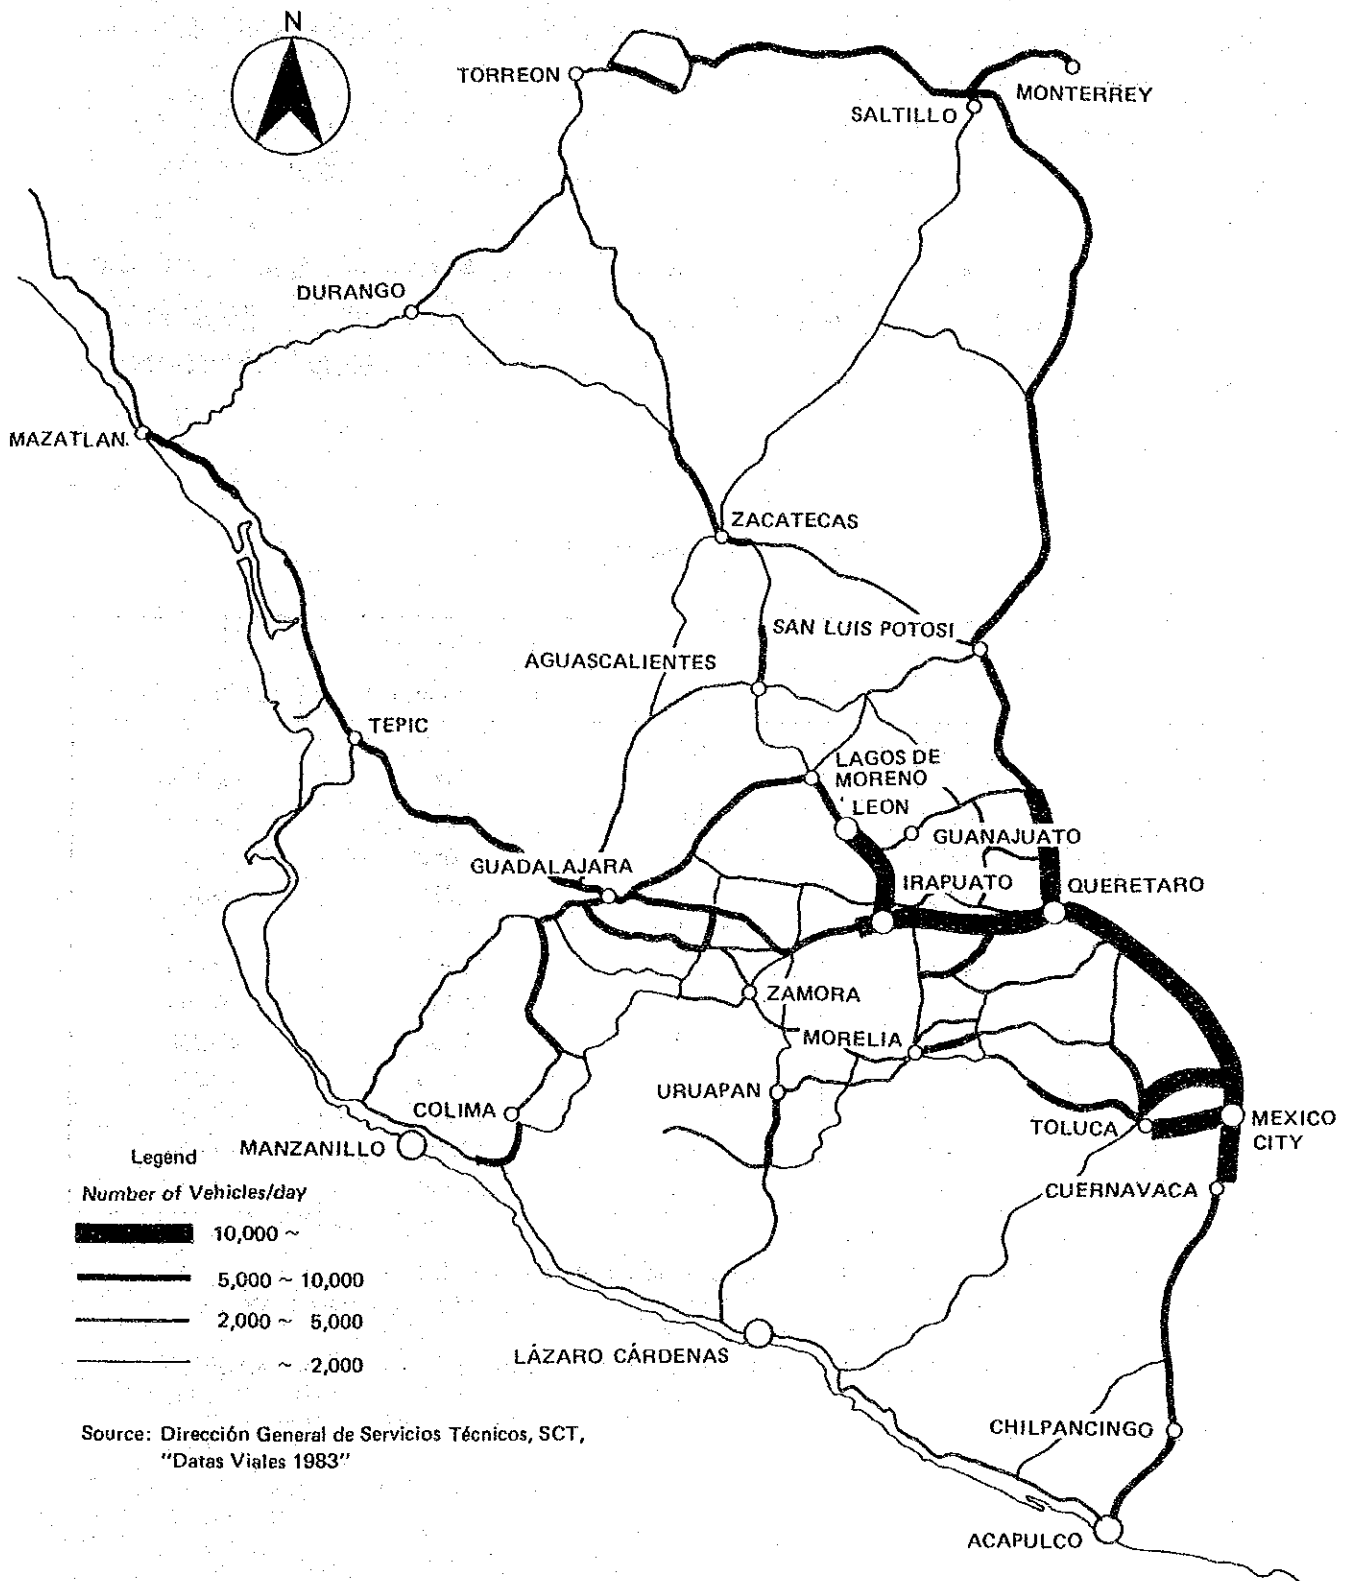 N
TORREON
MONTERREY
SALTILLO
DURANGO
MAZATLAN.
ZACATECAS
SAN LUIS POTOSI
AGUASCALIENTES
TEPIC
LAGOS DE
MORENO
LEON
GUANAJUATO
GUADALAJARA
IRAPUATO
QUERETARO
ZAMORA
MORELIA
URUAPAN
COLIMA
TOLUCA
MEXICO
CITY
MANZANILLO
CUERNAVACA
Legend
Number of Vehicles/day
10,000 ~
5,000 ~ 10,000
2,000 ~ 5,000
~ 2,000
LÁZARO CÁRDENAS
CHILPANCINGO
ACAPULCO
Source: Dirección General de Servicios Técnicos, SCT,
"Datas Viales 1983"